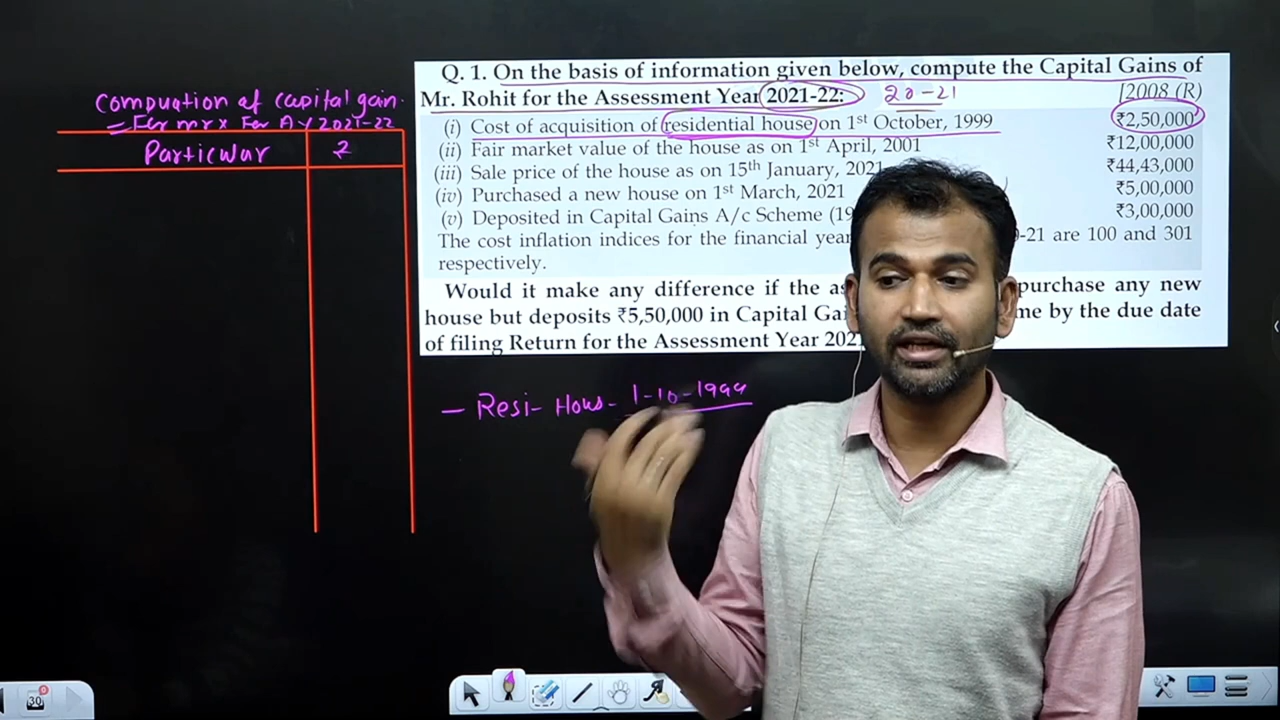 Q. 1. On the basis of information given below, compute the Capital Gains of
Mr. Rohit for the Assessment Year 2021-22: 20-21 [2008 (R)
(i) Cost of acquisition of residential house on 1st October, 1999 ₹2,50,000
(ii) Fair market value of the house as on 1st April, 2001 ₹12,00,000
(iii) Sale price of the house as on 15th January, 2021 ₹44,43,000
(iv) Purchased a new house on 1st March, 2021 ₹5,00,000
(v) Deposited in Capital Gains A/c Scheme (19 ₹3,00,000
The cost inflation indices for the financial year -21 are 100 and 301
respectively.
Would it make any difference if the as purchase any new
house but deposits ₹5,50,000 in Capital Gai me by the due date
of filing Return for the Assessment Year 202
Compuation of capital gain.
For mr x For A Y 2021-22
Particular ₹
- Resi- Hous- 1-10-1999
30